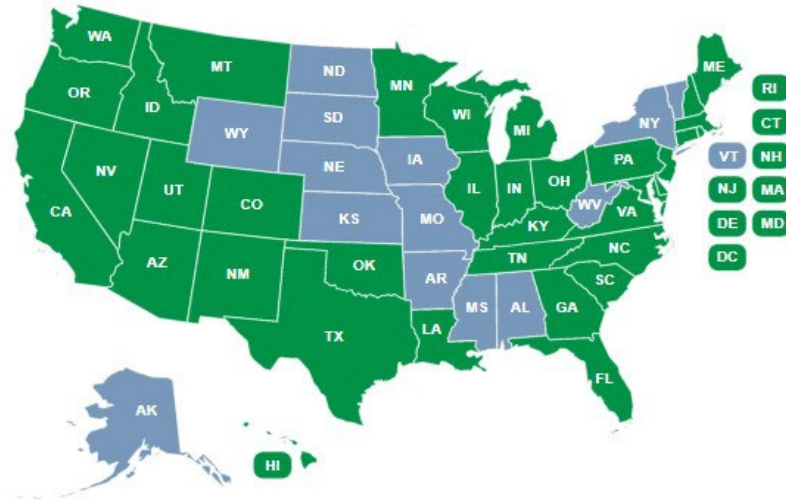 WA
MT
ND
MN
ME
OR
ID
SD
WI
MI
NY
RI
WY
CT
NV
NE
IA
PA
VT
NH
UT
CO
IL
IN
OH
NJ
MA
CA
KS
MO
KY
WV
VA
DE
MD
AZ
NM
OK
AR
TN
NC
DC
TX
LA
MS
AL
GA
SC
FL
AK
HI